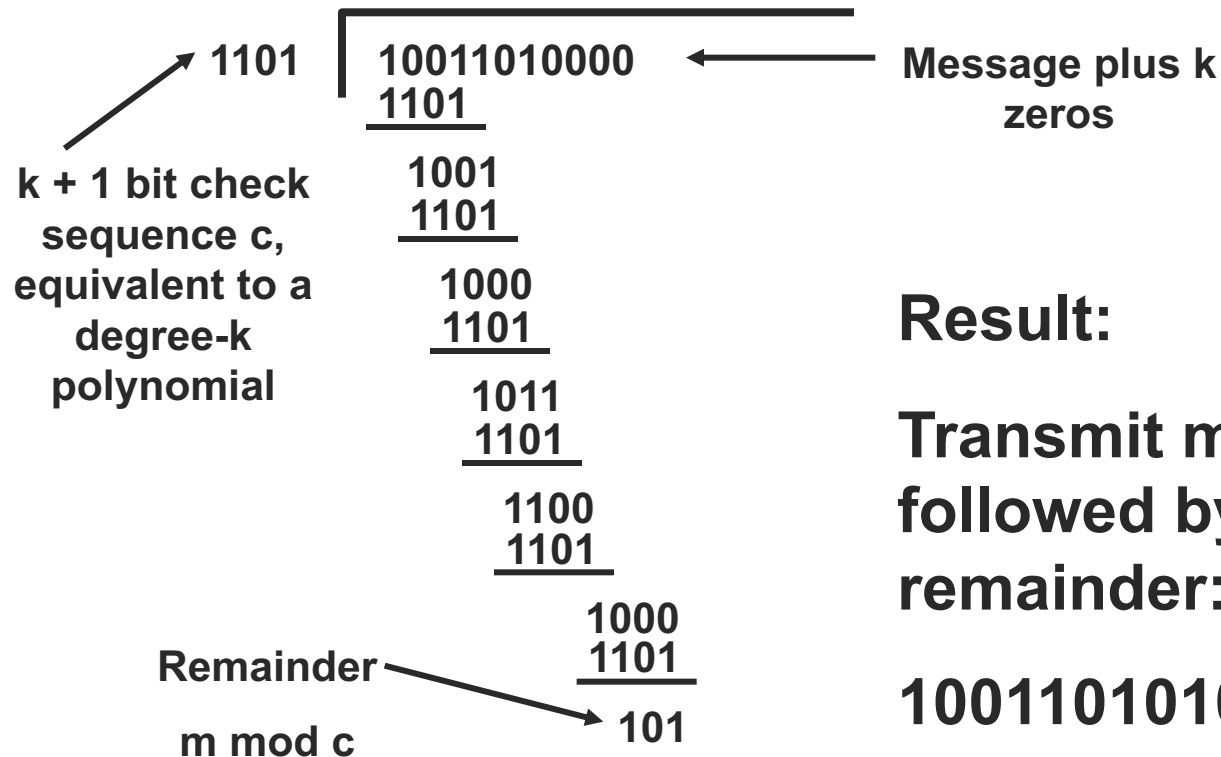 1101
10011010000
Message plus k
zeros
1101
k + 1 bit check
sequence c,
equivalent to a
degree-k
polynomial
1001
1101
1000
1101
1011
1101
1100
1101
1000
1101
101
Remainder
m mod c
Result:
Transmit
followed
remainder: